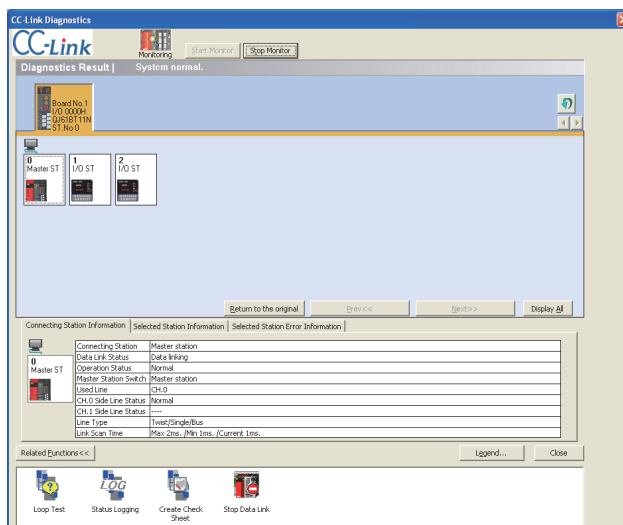 CC-Link Diagnostics
CC-Link
Monitoring
Start Monitor
Stop Monitor
Diagnostics Result |
System normal.
Board No.1
I/O 0000H
QJ61BT11N
ST.No 0
0
Master ST
1
I/O ST
2
I/O ST
Return to the original
Prev<<
Next>>
Display All
Connecting Station Information
Selected Station Information
Selected Station Error Information
0
Master ST
Connecting Station Master station
Data Link Status Data linking
Operation Status Normal
Master Station Switch Master station
Used Line CH.0
CH.0 Side Line Status Normal
CH.1 Side Line Status ----
Line Type Twist/Single/Bus
Link Scan Time Max 2ms. /Min 1ms. /Current 1ms.
Related Functions<<
Legend...
Close
LOG
Loop Test
Status Logging
Create Check
Sheet
Stop Data Link